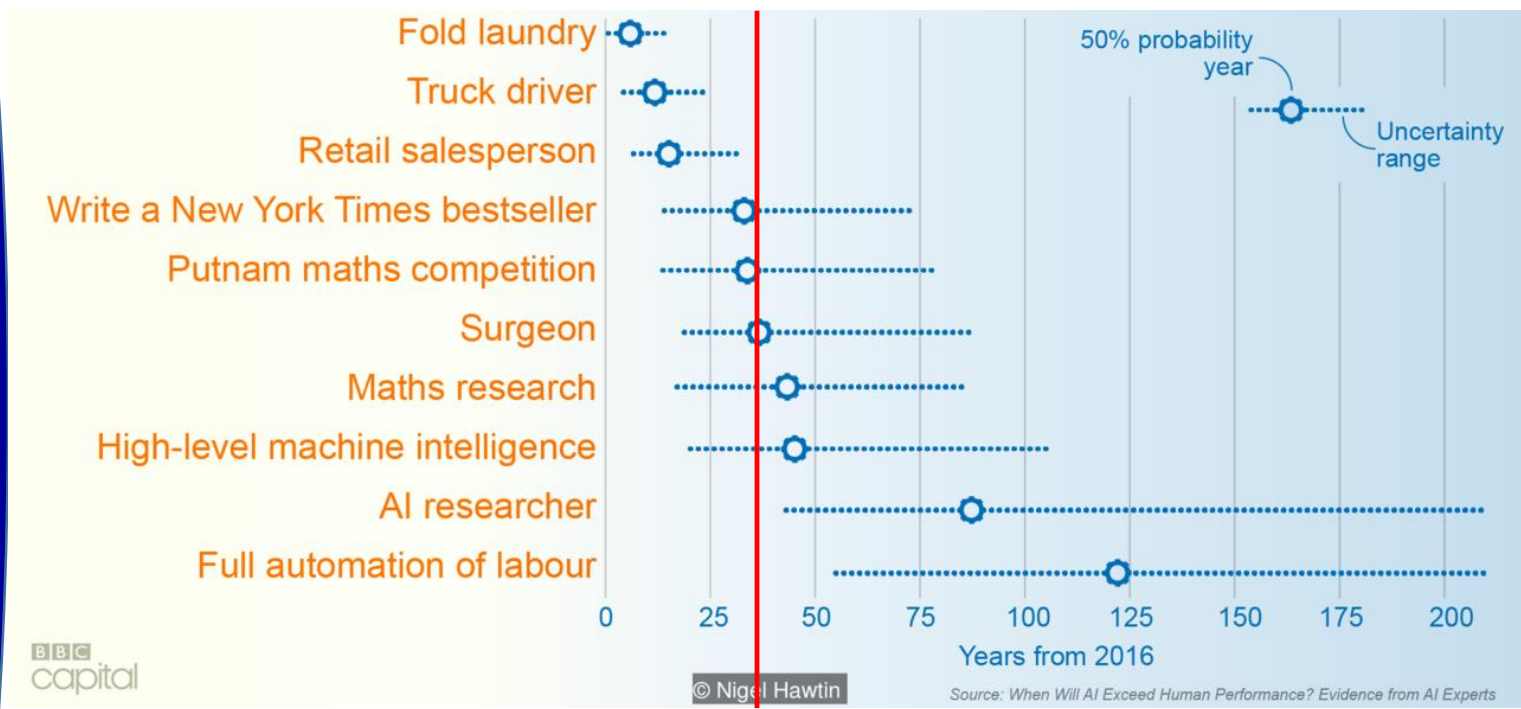 Fold laundry
Truck driver
Retail salesperson
Write a New York Times bestseller
Putnam maths competition
Surgeon
Maths research
High-level machine intelligence
AI researcher
Full automation of labour
50% probability
year
Uncertainty
range
0 25 50 75 100 125 150 175 200
Years from 2016
BBC
capital
© Nigel Hawtin
Source: When Will AI Exceed Human Performance? Evidence from AI Experts